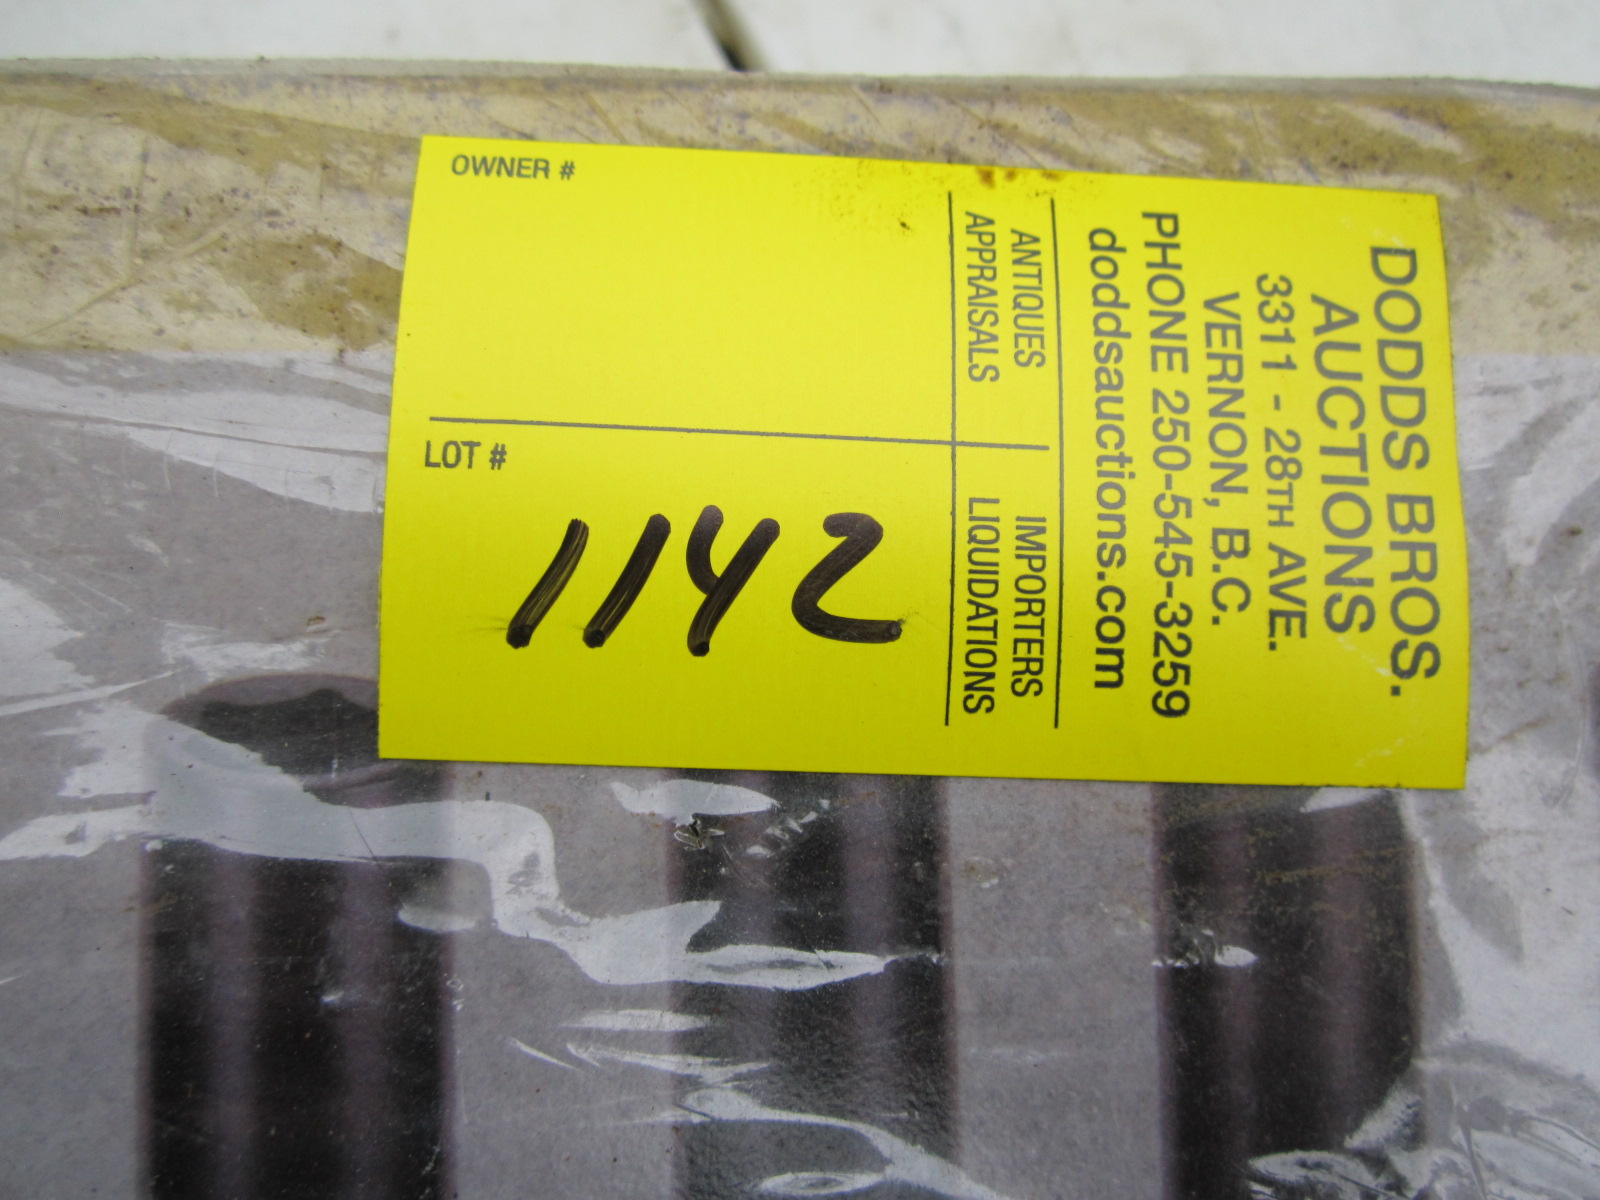 DODDS BROS.
AUCTIONS
3311 - 28TH AVE.
VERNON, B.C.
PHONE 250-545-3259
doddsauctions.com
ANTIQUES IMPORTERS
APPRAISALS LIQUIDATIONS
OWNER #
LOT #
1142